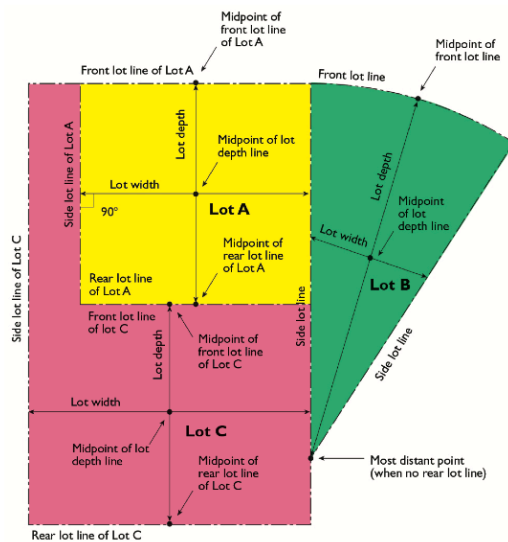 Midpoint of
front lot line
of Lot A
Midpoint of
front lot line
Front lot line of Lot A
Front lot line
Side lot line of Lot A
Lot depth
Midpoint of lot
depth line
Lot depth
Lot width
90°
Lot A
Midpoint
of lot
depth line
Lot width
Side lot line of Lot C
Midpoint of
rear lot line
of Lot A
Rear lot line
of Lot A
Lot B
Front lot line
of lot C
Side lot line
Midpoint of
front lot line
of Lot C
Lot depth
Side lot line
Lot width
Lot C
Midpoint of lot
depth line
Midpoint of
rear lot line
of Lot C
Most distant point
(when no rear lot line)
Rear lot line of Lot C